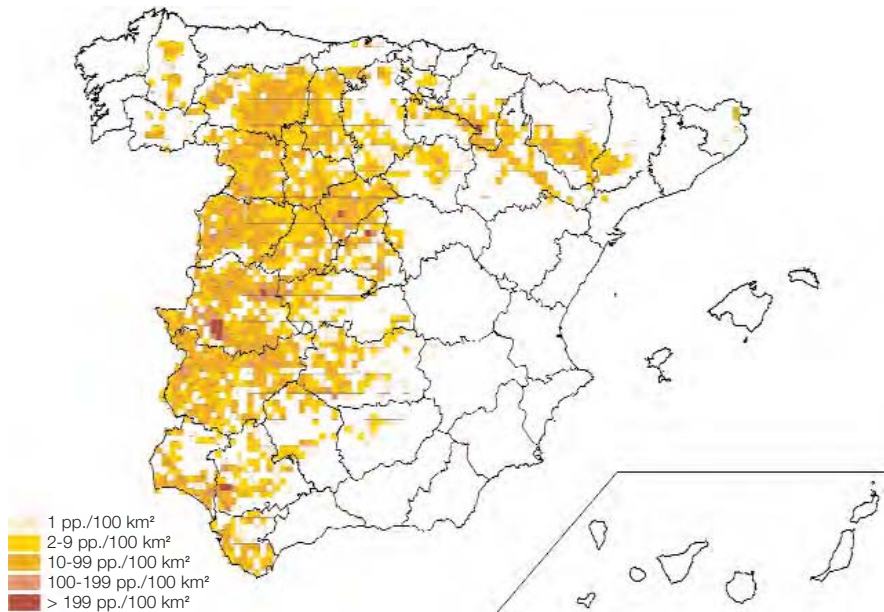 1 pp./100 km²
2-9 pp./100 km²
10-99 pp./100 km²
100-199 pp./100 km²
> 199 pp./100 km²